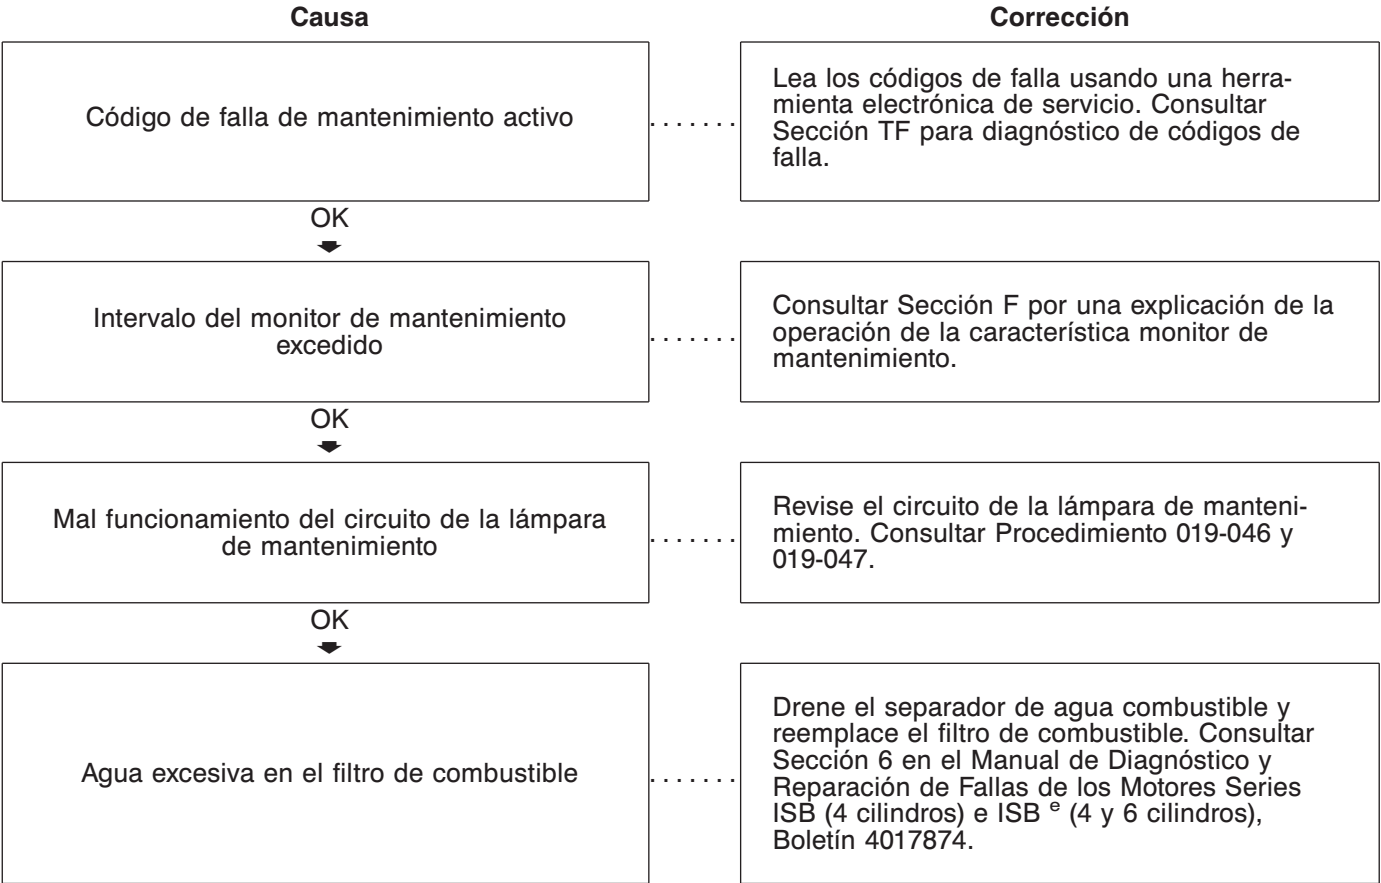 Causa
Corrección
Código de falla de mantenimiento activo
. . . . . . .
Lea los códigos de falla usando una herra-
mienta electrónica de servicio. Consultar
Sección TF para diagnóstico de códigos de
falla.
OK
Intervalo del monitor de mantenimiento
excedido
. . . . . . .
Consultar Sección F por una explicación de la
operación de la característica monitor de
mantenimiento.
OK
Mal funcionamiento del circuito de la lámpara
de mantenimiento
. . . . . . .
Revise el circuito de la lámpara de manteni-
miento. Consultar Procedimiento 019-046 y
019-047.
OK
Agua excesiva en el filtro de combustible
. . . . . . .
Drene el separador de agua combustible y
reemplace el filtro de combustible. Consultar
Sección 6 en el Manual de Diagnóstico y
Reparación de Fallas de los Motores Series
ISB (4 cilindros) e ISB e (4 y 6 cilindros),
Boletín 4017874.